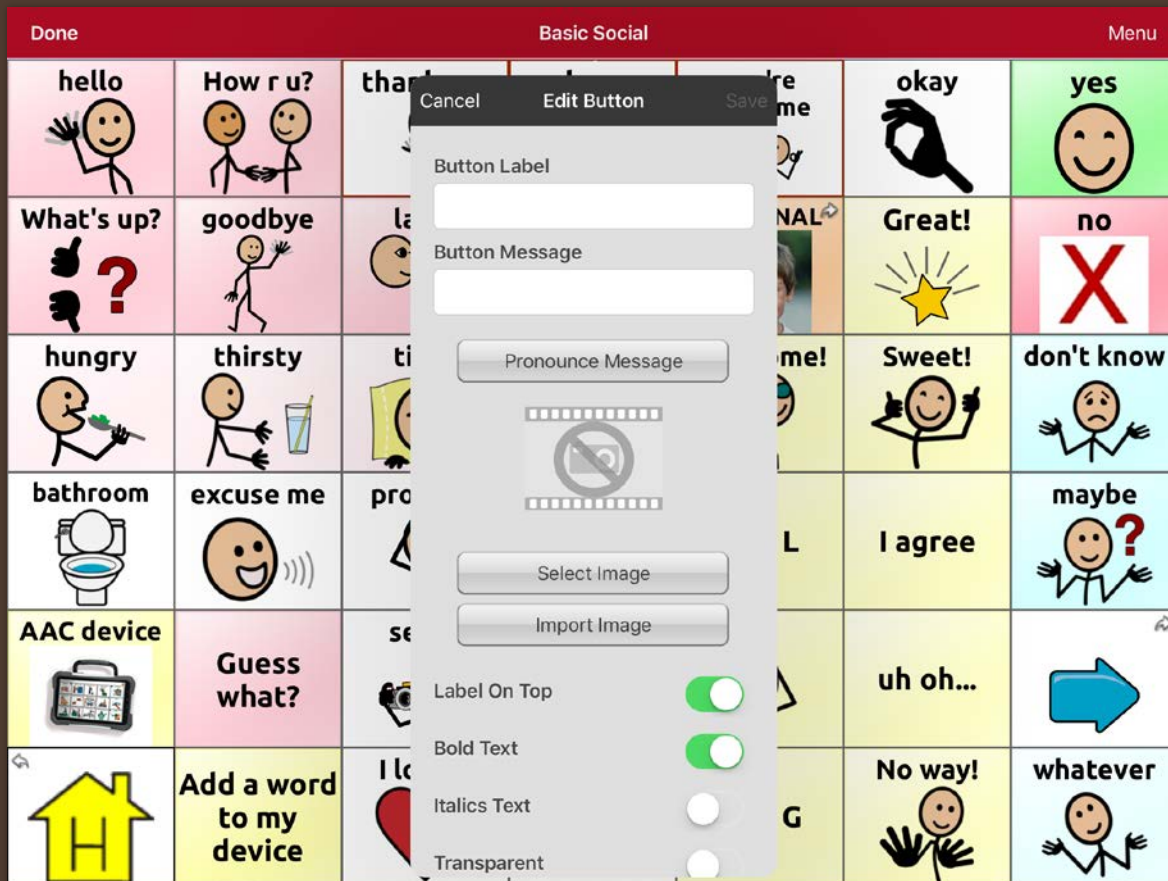 Done
Basic Social
Menu
hello
How r u?
okay
yes
Cancel
Edit Button
Save
Button Label
Button Message
Pronounce Message
Select Image
Import Image
Label On Top
Bold Text
Italics Text
Transparent
What's up?
goodbye
Great!
no
hungry
thirsty
Sweet!
don't know
bathroom
excuse me
L
I agree
maybe
AAC device
Guess
what?
uh oh...
H
Add a word
to my
device
G
No way!
whatever